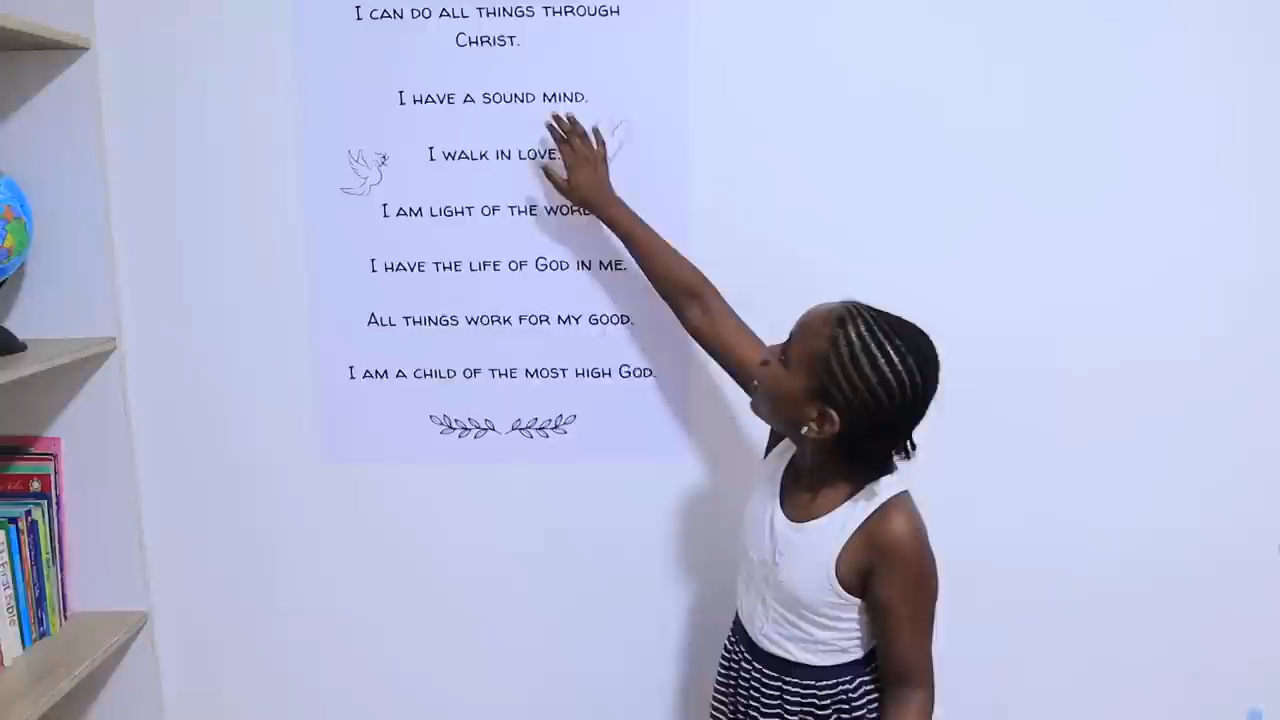 I CAN DO ALL THINGS THROUGH
CHRIST.
I HAVE A SOUND MIND.
I WALK IN LOVE.
I AM LIGHT OF THE
I HAVE THE LIFE OF GOD IN ME.
ALL THINGS WORK FOR MY GOOD.
I AM A CHILD OF THE MOST HIGH GOD.